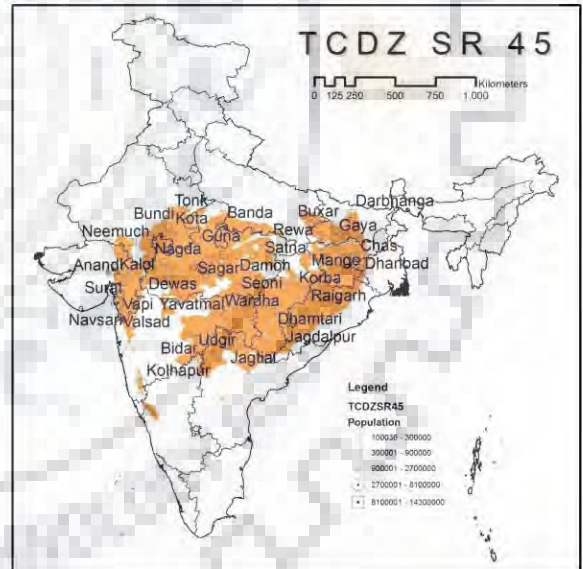 TCDZ SR 45
Kilometers
0 125 250 500 750 1,000
Tonk
Darbhanga
Bundi
Kota
Banda
Buxar
Neemuch
Guna
Rewa
Gaya
Nagda
Satna
Chas
Anand
Kalol
Sagar
Damoh
Mango
Dhanbad
Surat
Dewas
Seoni
Korba
Vapi
Yavatmal
Wardha
Raigarh
Navsari
Valsad
Dhamtari
Udgir
Jagdalpur
Bidar
Jagtial
Kolhapur
Legend
TCDZSR45
Population
100036 - 300000
300001 - 900000
900001 - 2700000
2700001 - 8100000
8100001 - 14300000